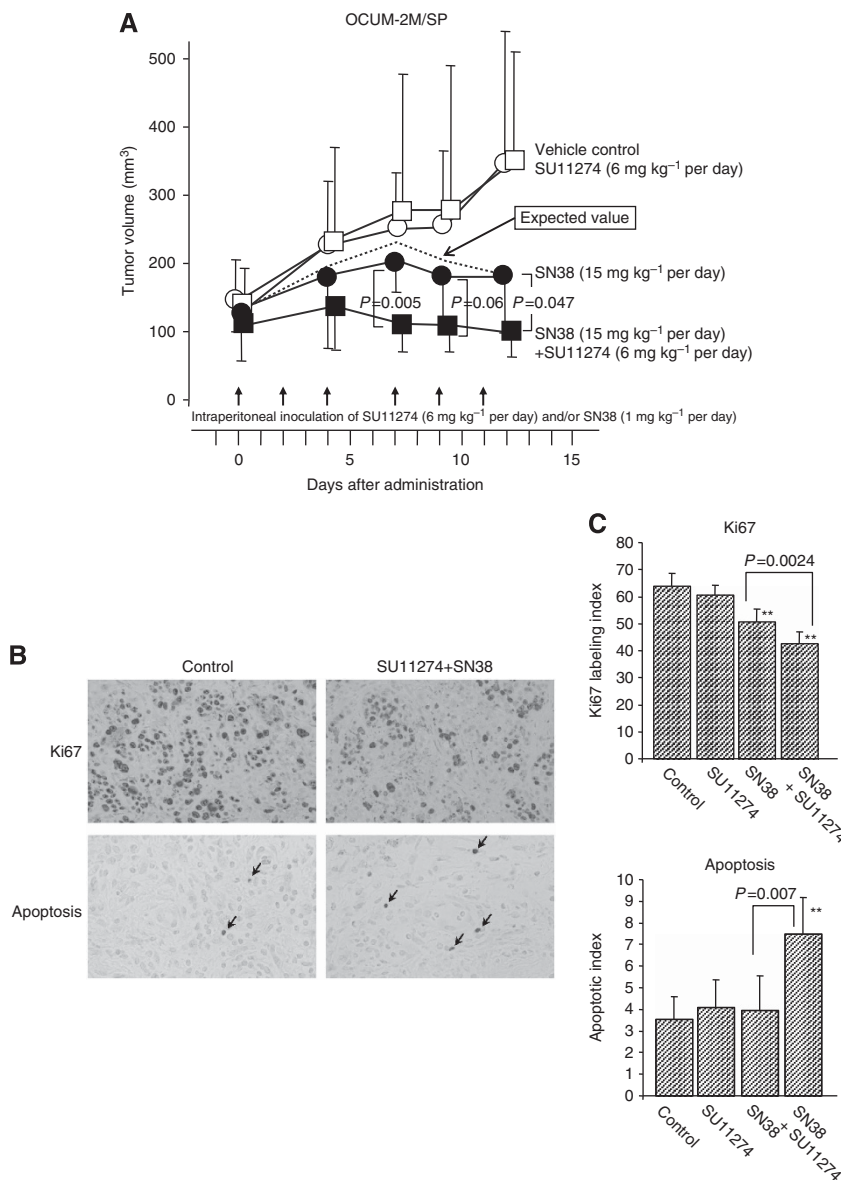 A
OCUM-2M/SP
500
400
300
200
100
0
Tumor volume (mm³)
Vehicle control
SU11274 (6 mg kg⁻¹ per day)
Expected value
SN38 (15 mg kg⁻¹ per day)
P=0.005
P=0.06
P=0.047
SN38 (15 mg kg⁻¹ per day)
+SU11274 (6 mg kg⁻¹ per day)
Intraperitoneal inoculation of SU11274 (6 mg kg⁻¹ per day) and/or SN38 (1 mg kg⁻¹ per day)
0 5 10 15
Days after administration
B
Control SU11274+SN38
Ki67
Apoptosis
C
Ki67
80
70
60
50
40
30
20
10
0
Ki67 labeling index
P=0.0024
**
**
Control
SU11274
SN38
SN38
+ SU11274
Apoptosis
10
9
8
7
6
5
4
3
2
1
0
Apoptotic index
P=0.007
**
Control
SU11274
SN38
SN38
+ SU11274